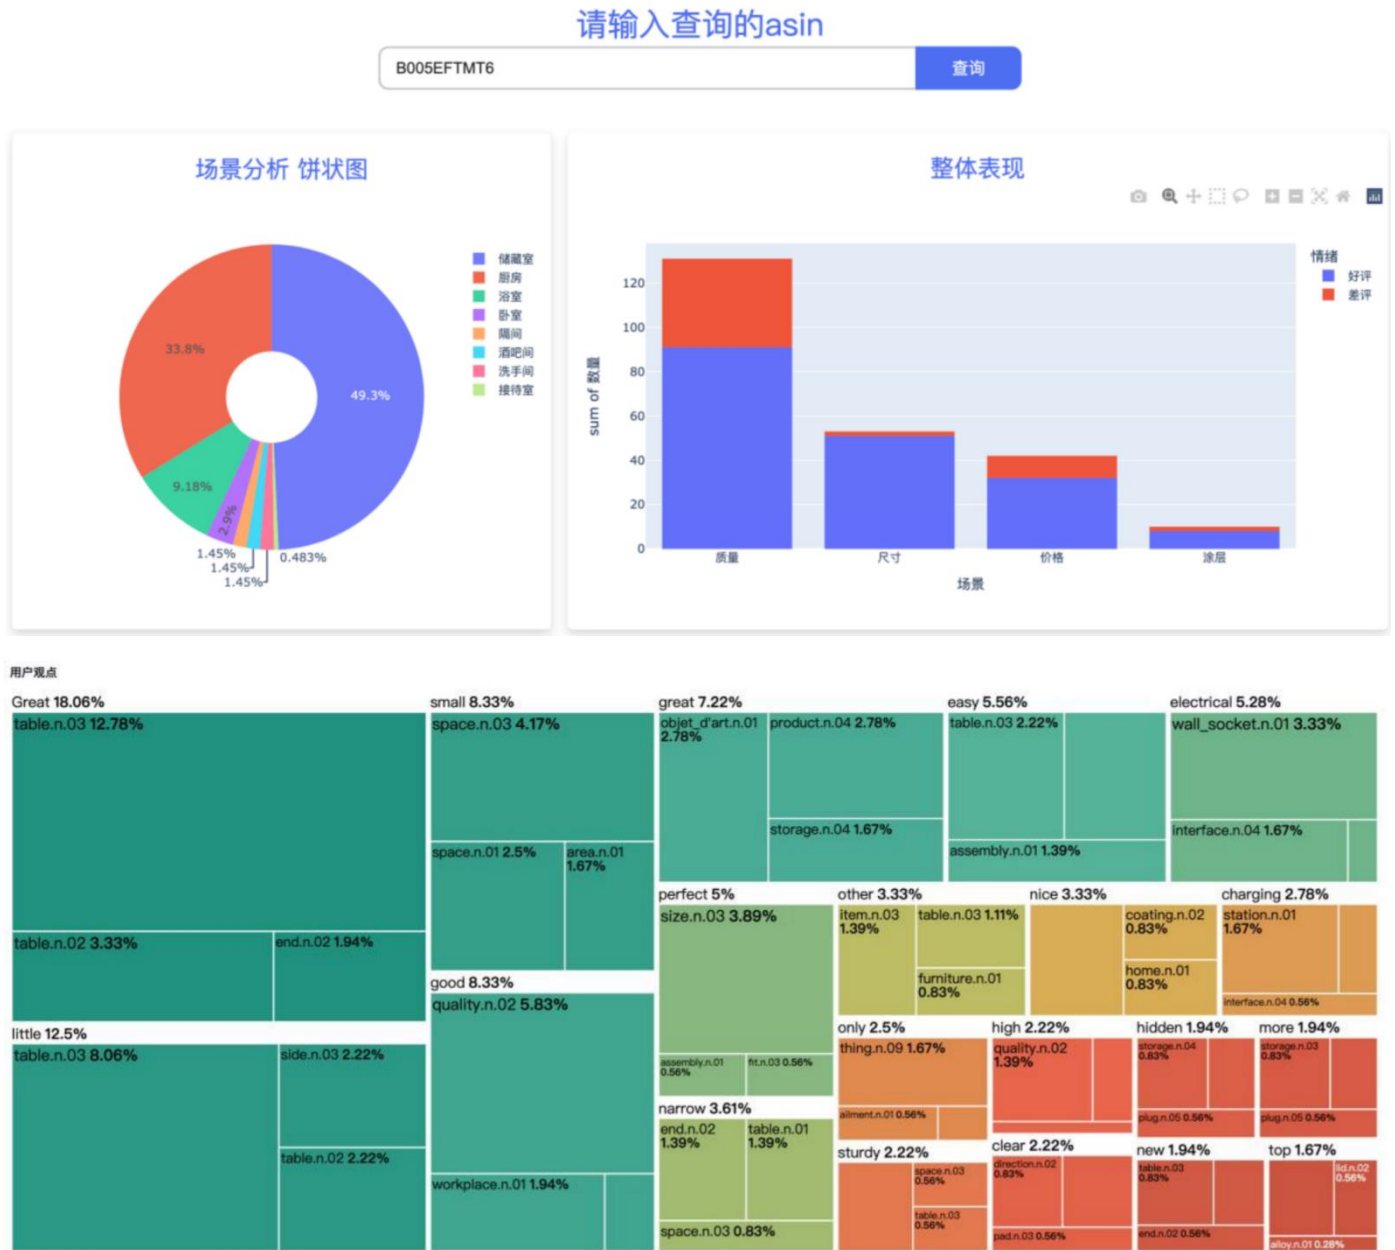 请输入查询的asin
B005EFTMT6
查询
场景分析 饼状图
49.3%
33.8%
9.18%
2.9%
1.45%
1.45%
1.45%
0.483%
储藏室
厨房
浴室
卧室
隔间
酒吧间
洗手间
接待室
整体表现
sum of 数量
120
100
80
60
40
20
0
质量
尺寸
价格
涂层
场景
情绪
好评
差评
用户观点
Great 18.06%
table.n.03 12.78%
table.n.02 3.33%
end.n.02 1.94%
little 12.5%
table.n.03 8.06%
side.n.03 2.22%
table.n.02 2.22%
small 8.33%
space.n.03 4.17%
space.n.01 2.5%
area.n.01
1.67%
good 8.33%
quality.n.02 5.83%
workplace.n.01 1.94%
great 7.22%
objet_d'art.n.01
2.78%
product.n.04 2.78%
storage.n.04 1.67%
easy 5.56%
table.n.03 2.22%
assembly.n.01 1.39%
electrical 5.28%
wall_socket.n.01 3.33%
interface.n.04 1.67%
perfect 5%
size.n.03 3.89%
assembly.n.01
0.56%
fit.n.03 0.56%
narrow 3.61%
end.n.02
1.39%
table.n.01
1.39%
space.n.03 0.83%
other 3.33%
item.n.03
1.39%
table.n.03 1.11%
furniture.n.01
0.83%
nice 3.33%
coating.n.02
0.83%
home.n.01
0.83%
charging 2.78%
station.n.01
1.67%
interface.n.04 0.56%
only 2.5%
thing.n.09 1.67%
ailment.n.01 0.56%
sturdy 2.22%
space.n.03
0.56%
table.n.03
0.56%
high 2.22%
quality.n.02
1.39%
clear 2.22%
direction.n.02
0.83%
pad.n.03 0.56%
hidden 1.94%
storage.n.04
0.83%
plug.n.05 0.56%
more 1.94%
storage.n.03
0.83%
plug.n.05 0.56%
new 1.94%
table.n.03
0.83%
end.n.02 0.56%
top 1.67%
lid.n.02
0.56%
alloy.n.01 0.28%